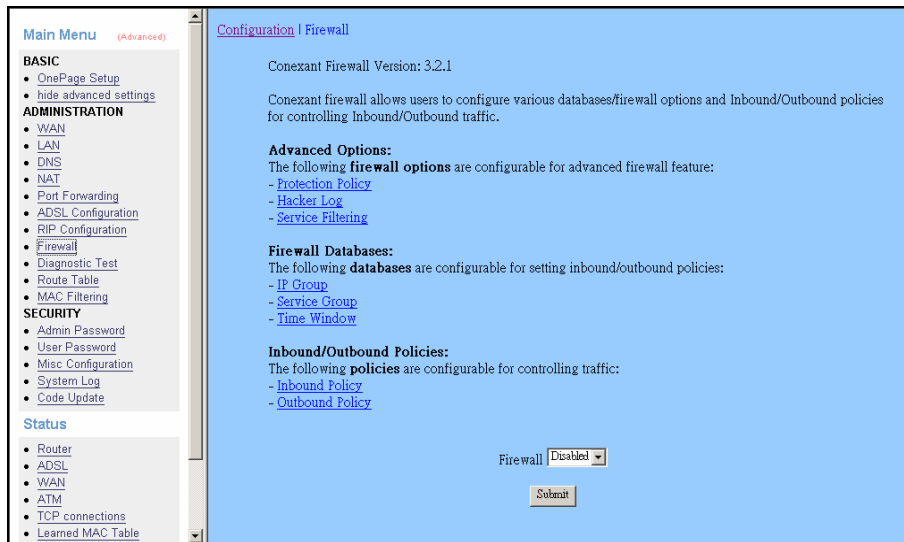 Main Menu (Advanced)
BASIC
OnePage Setup
hide advanced settings
ADMINISTRATION
WAN
LAN
DNS
NAT
Port Forwarding
ADSL Configuration
RIP Configuration
Firewall
Diagnostic Test
Route Table
MAC Filtering
SECURITY
Admin Password
User Password
Misc Configuration
System Log
Code Update
Status
Router
ADSL
WAN
ATM
TCP connections
Learned MAC Table
Configuration | Firewall
Conexant Firewall Version: 3.2.1
Conexant firewall allows users to configure various databases/firewall options and Inbound/Outbound policies
for controlling Inbound/Outbound traffic.
Advanced Options:
The following firewall options are configurable for advanced firewall feature:
- Protection Policy
- Hacker Log
- Service Filtering
Firewall Databases:
The following databases are configurable for setting inbound/outbound policies:
- IP Group
- Service Group
- Time Window
Inbound/Outbound Policies:
The following policies are configurable for controlling traffic:
- Inbound Policy
- Outbound Policy
Firewall Disabled
Submit